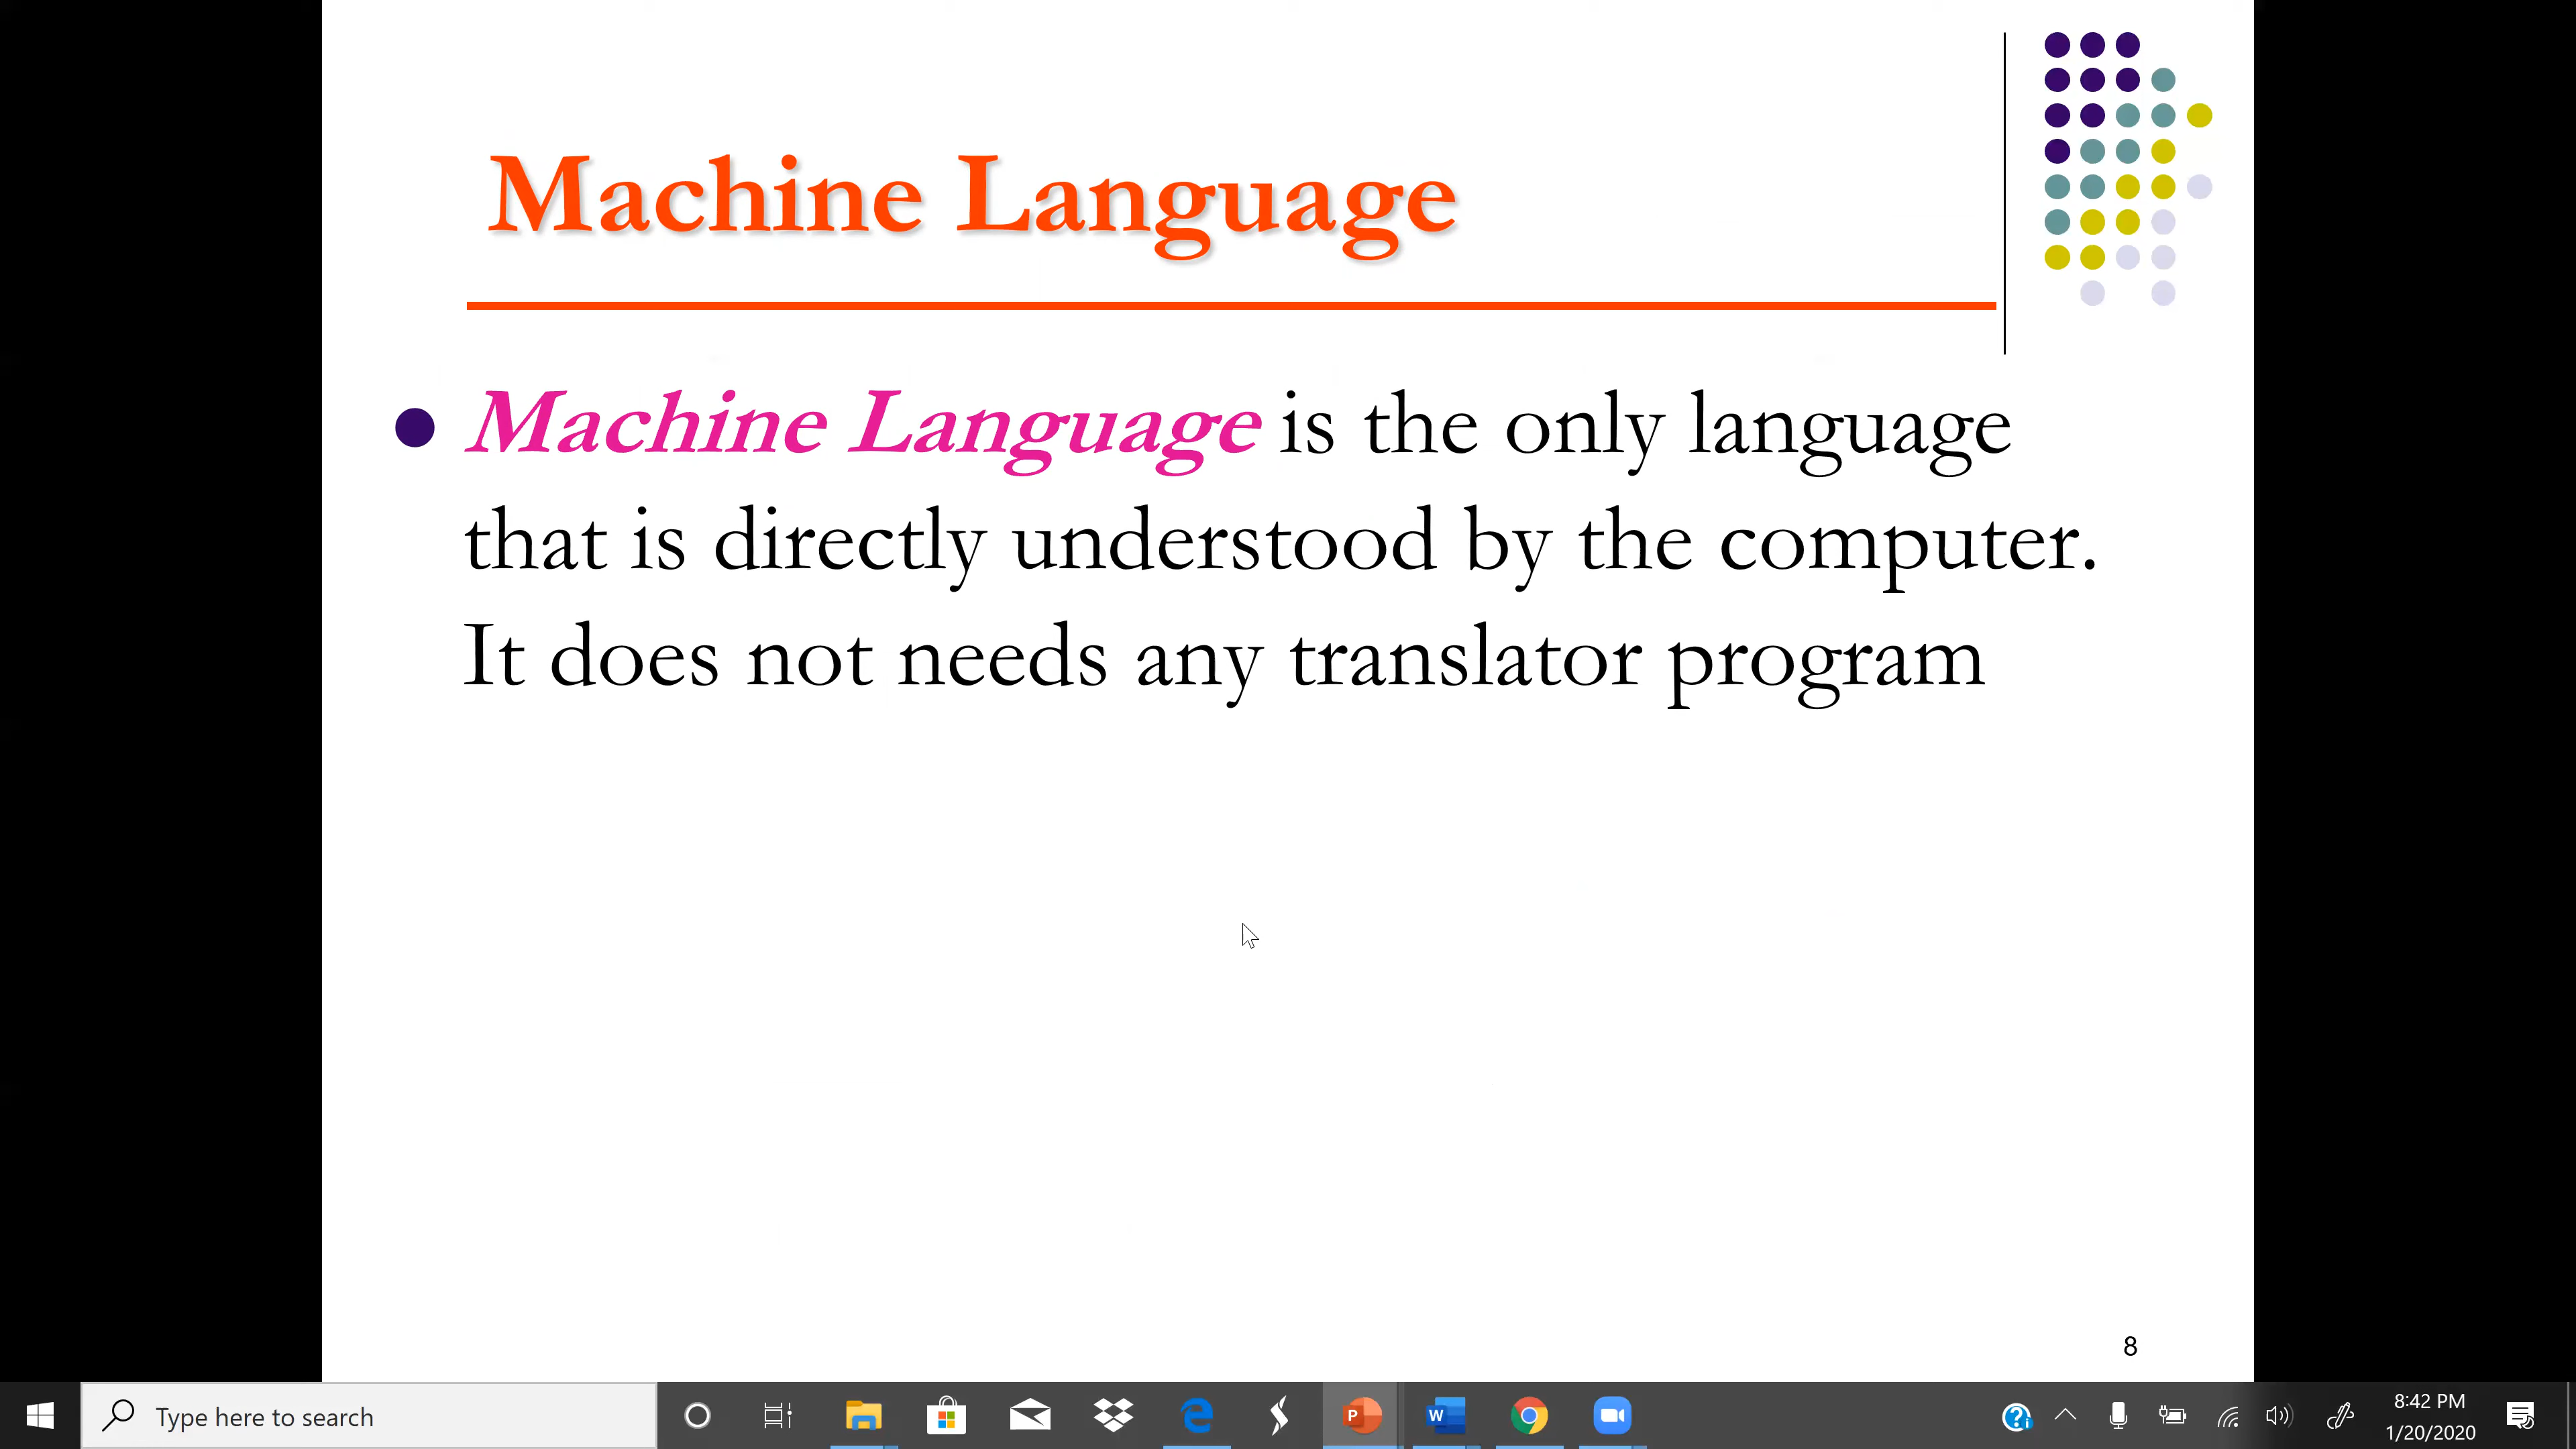 Machine Language
Machine Language is the only language
that is directly understood by the computer.
It does not needs any translator program
8
Type here to search
8:42 PM
1/20/2020